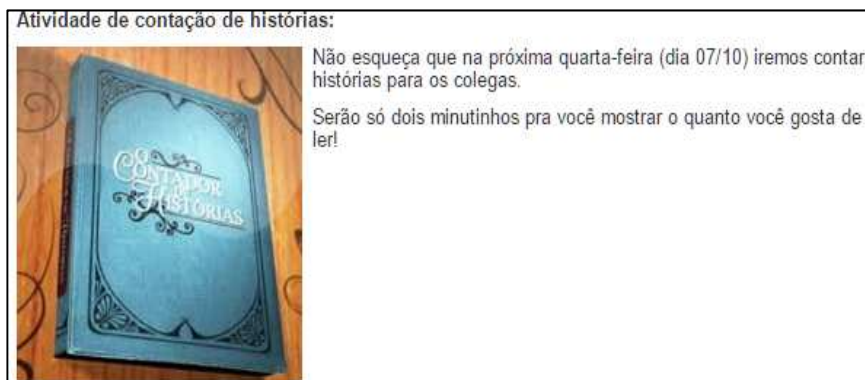 Atividade de contação de histórias:
Não esqueça que na próxima quarta-feira (dia 07/10) iremos contar
histórias para os colegas.
Serão só dois minutinhos pra você mostrar o quanto você gosta de
ler!
O
CONTADOR
DE
HISTÓRIAS